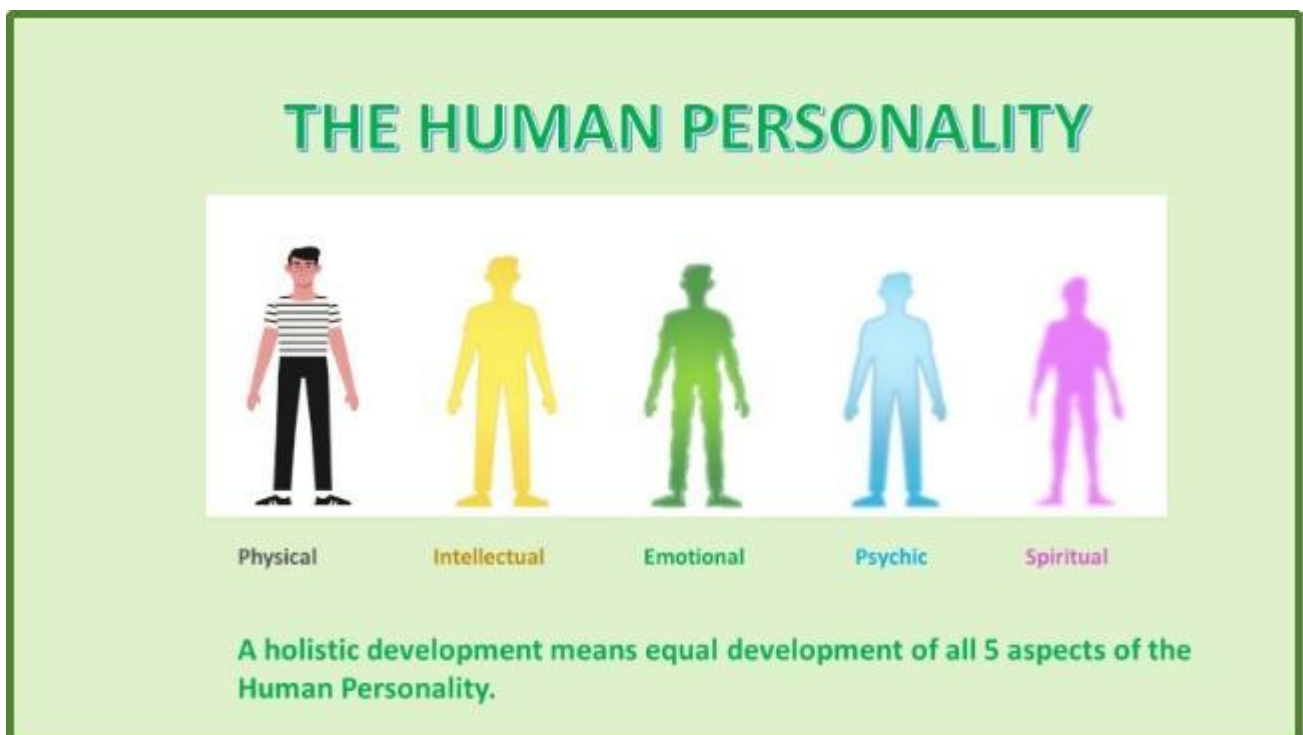 THE HUMAN PERSONALITY
Physical Intellectual Emotional Psychic Spiritual
A holistic development means equal development of all 5 aspects of the
Human Personality.